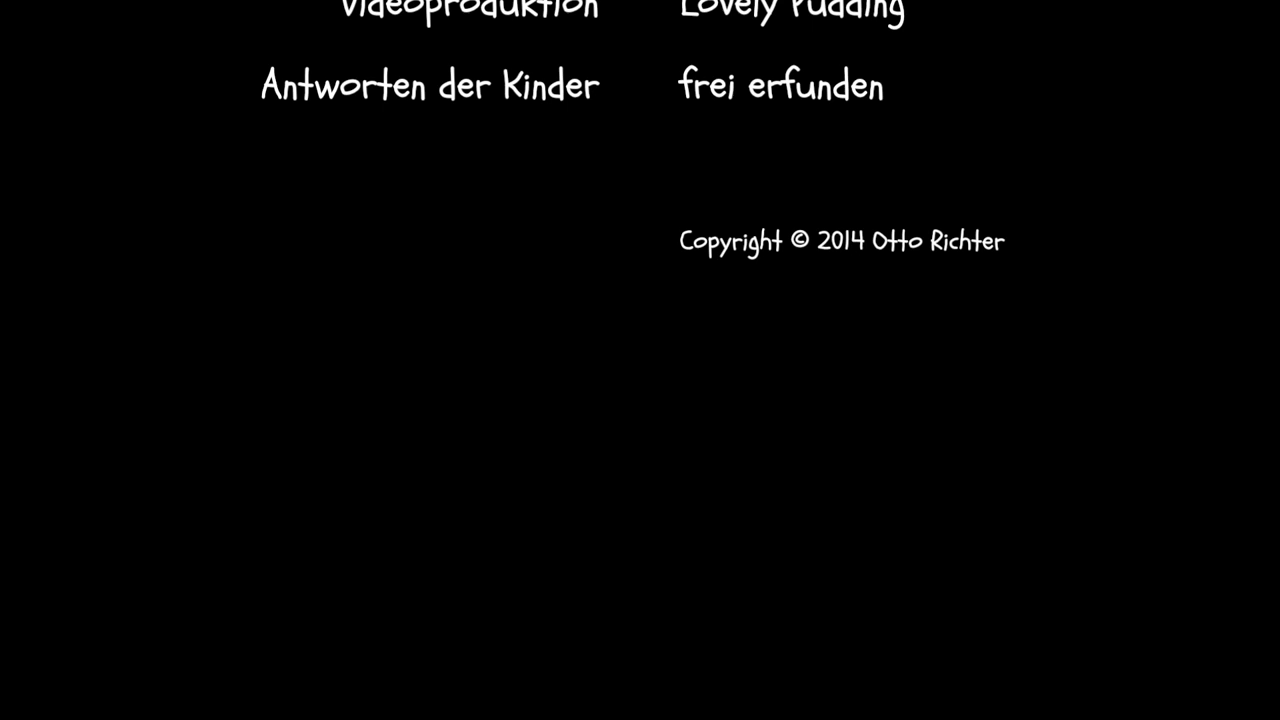 Videoproduktion Lovely Pudding
Antworten der Kinder frei erfunden
Copyright © 2014 Otto Richter